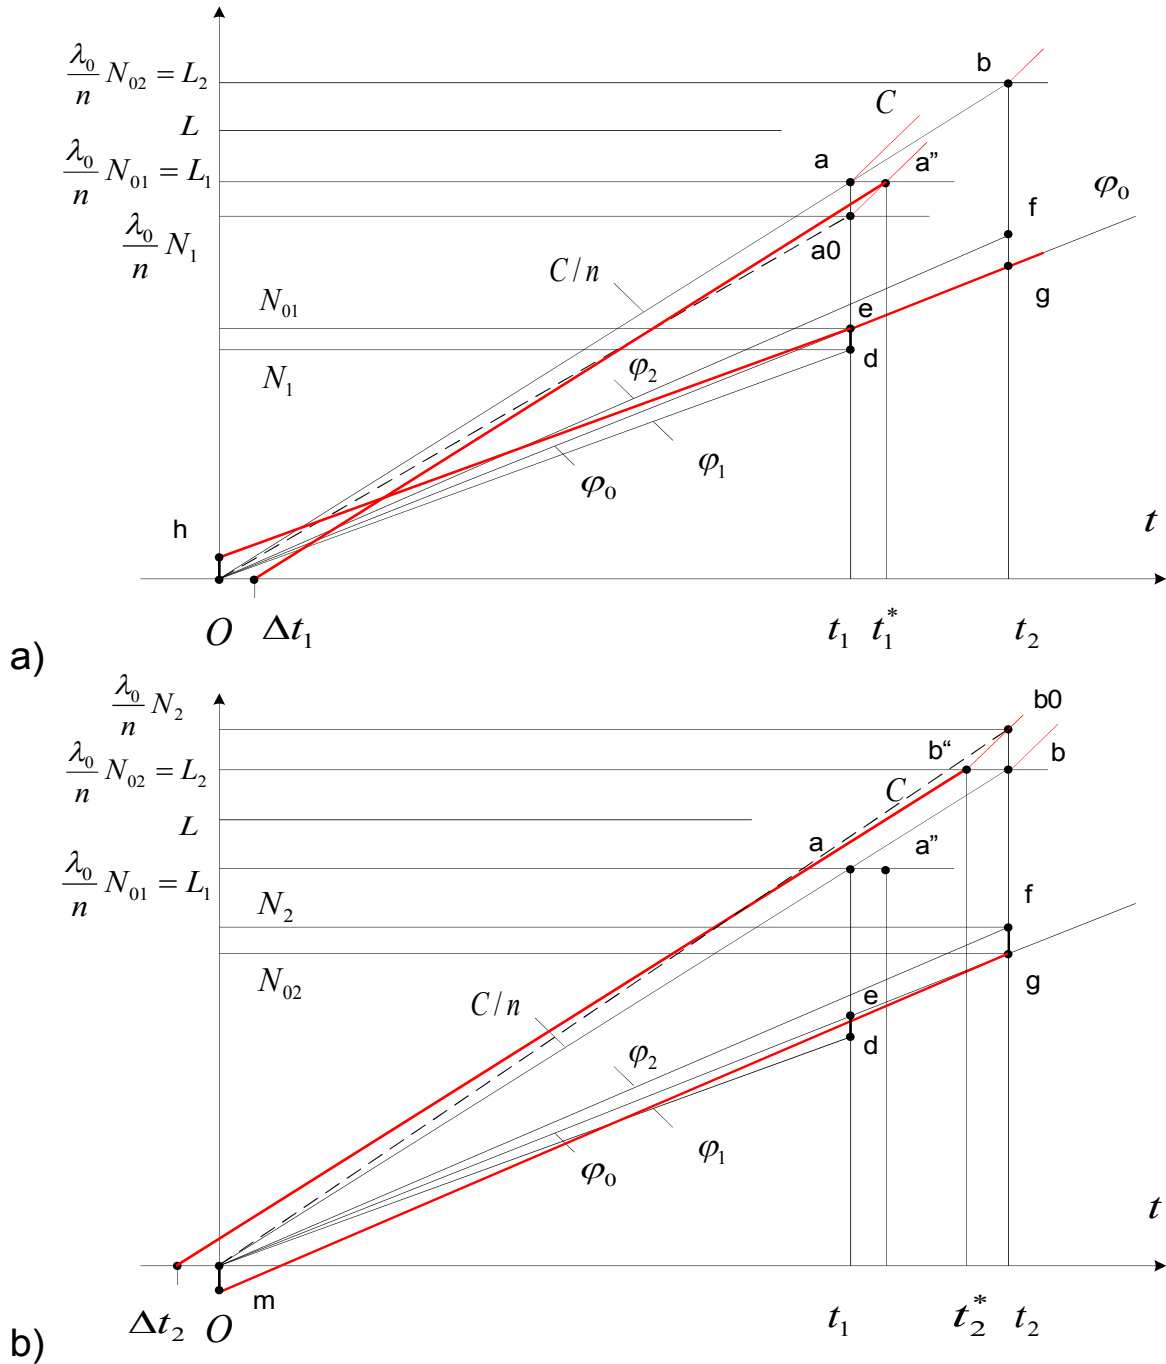 b
λ₀/n N₀₂ = L₂
C
L
a
a"
λ₀/n N₀₁ = L₁
φ₀
f
λ₀/n N₁
a0
C/n
g
N₀₁
e
d
N₁
φ₂
φ₁
φ₀
h
t
O
Δt₁
t₁
t₁*
t₂
a)
λ₀/n N₂
b0
b“
b
λ₀/n N₀₂ = L₂
C
L
a
a”
λ₀/n N₀₁ = L₁
N₂
f
N₀₂
g
C/n
e
d
φ₂
φ₁
φ₀
t
m
Δt₂
O
t₁
t₂*
t₂
b)